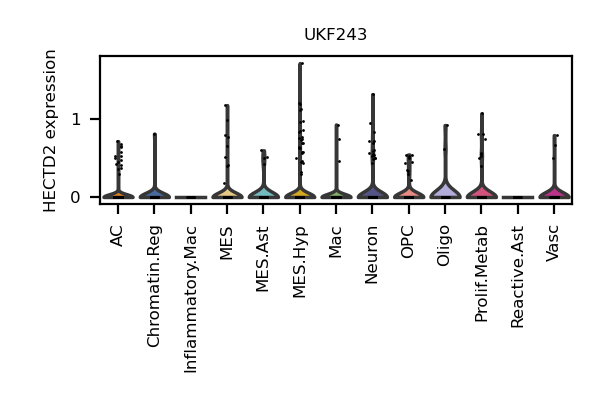 UKF243
HECTD2 expression
1
0
AC
Chromatin.Reg
Inflammatory.Mac
MES
MES.Ast
MES.Hyp
Mac
Neuron
OPC
Oligo
Prolif.Metab
Reactive.Ast
Vasc